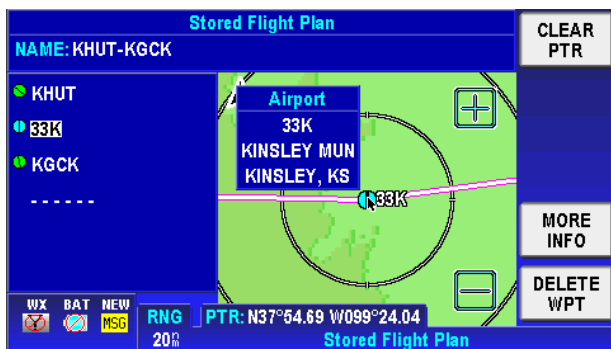 Stored Flight Plan
NAME: KHUT-KGCK
CLEAR
PTR
KHUT
33K
KGCK
- - - - - -
Airport
33K
KINSLEY MUN
KINSLEY, KS
33K
MORE
INFO
DELETE
WPT
WX BAT NEW
MSG
RNG
20nm
PTR: N37°54.69 W099°24.04
Stored Flight Plan